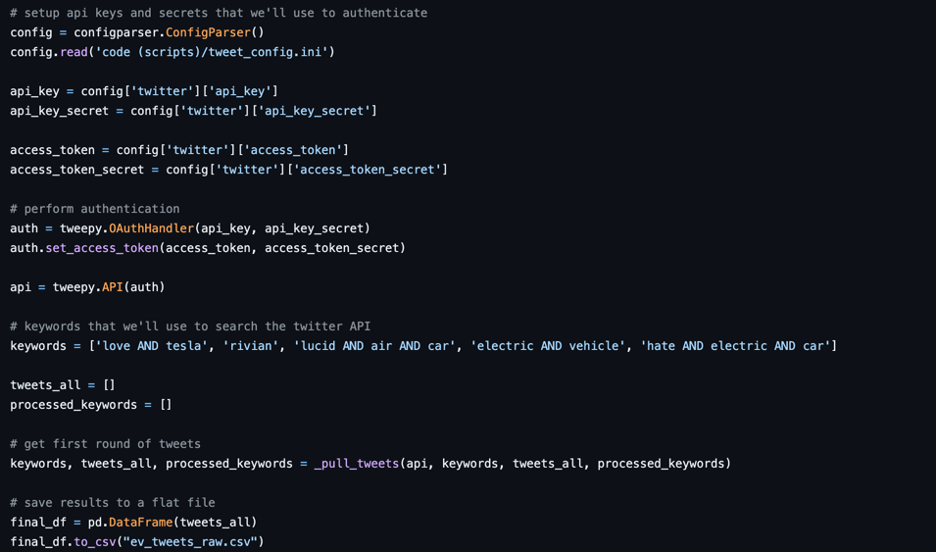 # setup api keys and secrets that we'll use to authenticate
config = configparser.ConfigParser()
config.read('code (scripts)/tweet_config.ini')
api_key = config['twitter']['api_key']
api_key_secret = config['twitter']['api_key_secret']
access_token = config['twitter']['access_token']
access_token_secret = config['twitter']['access_token_secret']
# perform authentication
auth = tweepy.OAuthHandler(api_key, api_key_secret)
auth.set_access_token(access_token, access_token_secret)
api = tweepy.API(auth)
# keywords that we'll use to search the twitter API
keywords = ['love AND tesla', 'rivian', 'lucid AND air AND car', 'electric AND vehicle', 'hate AND electric AND car']
tweets_all = []
processed_keywords = []
# get first round of tweets
keywords, tweets_all, processed_keywords = _pull_tweets(api, keywords, tweets_all, processed_keywords)
# save results to a flat file
final_df = pd.DataFrame(tweets_all)
final_df.to_csv("ev_tweets_raw.csv")